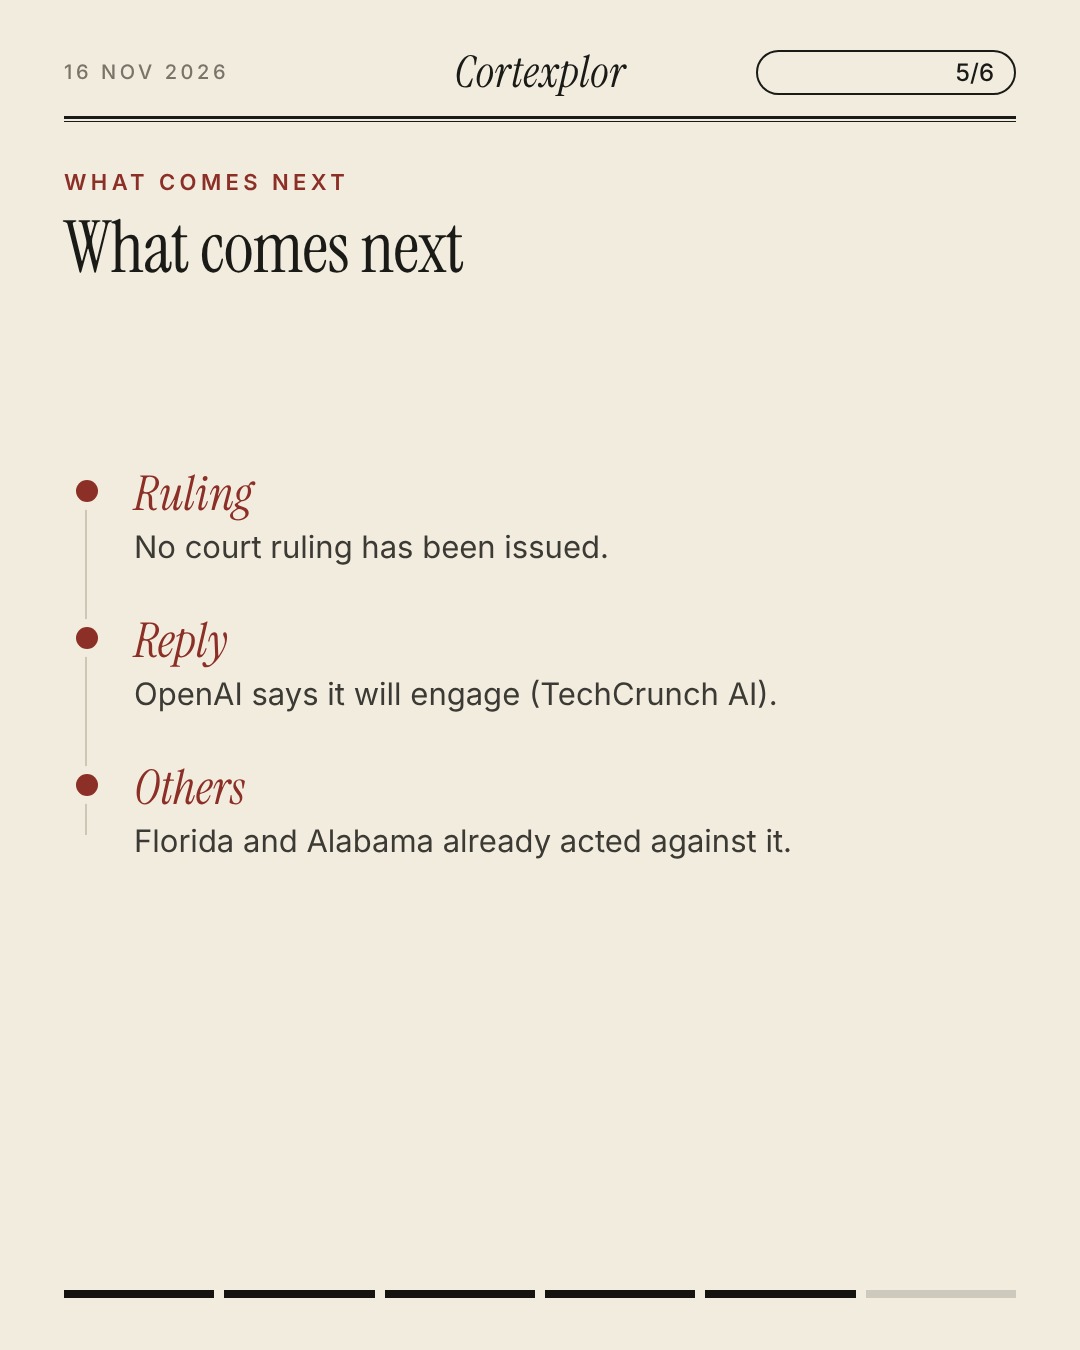 16 NOV 2026
Cortexplor
5/6
WHAT COMES NEXT
What comes next
Ruling
No court ruling has been issued.
Reply
OpenAI says it will engage (TechCrunch AI).
Others
Florida and Alabama already acted against it.